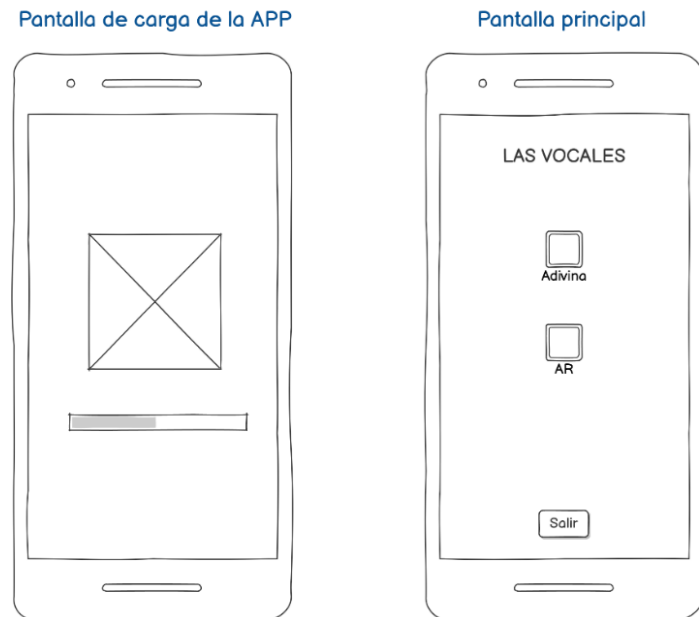 Pantalla de carga de la APP
Pantalla principal
LAS VOCALES
Adivina
AR
Salir